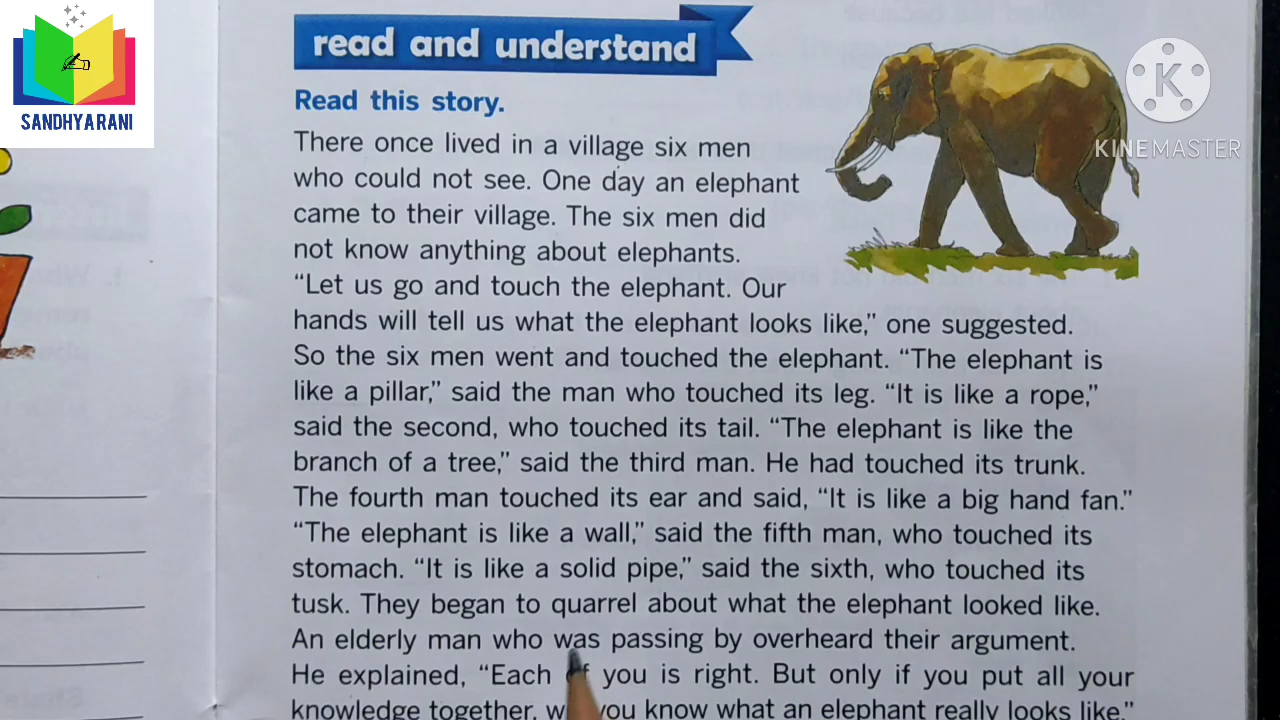 SANDHYARANI
K
KINEMASTER
read and understand
Read this story.
There once lived in a village six men
who could not see. One day an elephant
came to their village. The six men did
not know anything about elephants.
“Let us go and touch the elephant. Our
hands will tell us what the elephant looks like,” one suggested.
So the six men went and touched the elephant. “The elephant is
like a pillar,” said the man who touched its leg. “It is like a rope,”
said the second, who touched its tail. “The elephant is like the
branch of a tree,” said the third man. He had touched its trunk.
The fourth man touched its ear and said, “It is like a big hand fan.”
“The elephant is like a wall,” said the fifth man, who touched its
stomach. “It is like a solid pipe,” said the sixth, who touched its
tusk. They began to quarrel about what the elephant looked like.
An elderly man who was passing by overheard their argument.
He explained, “Each of you is right. But only if you put all your
knowledge together, you know what an elephant really looks like.”